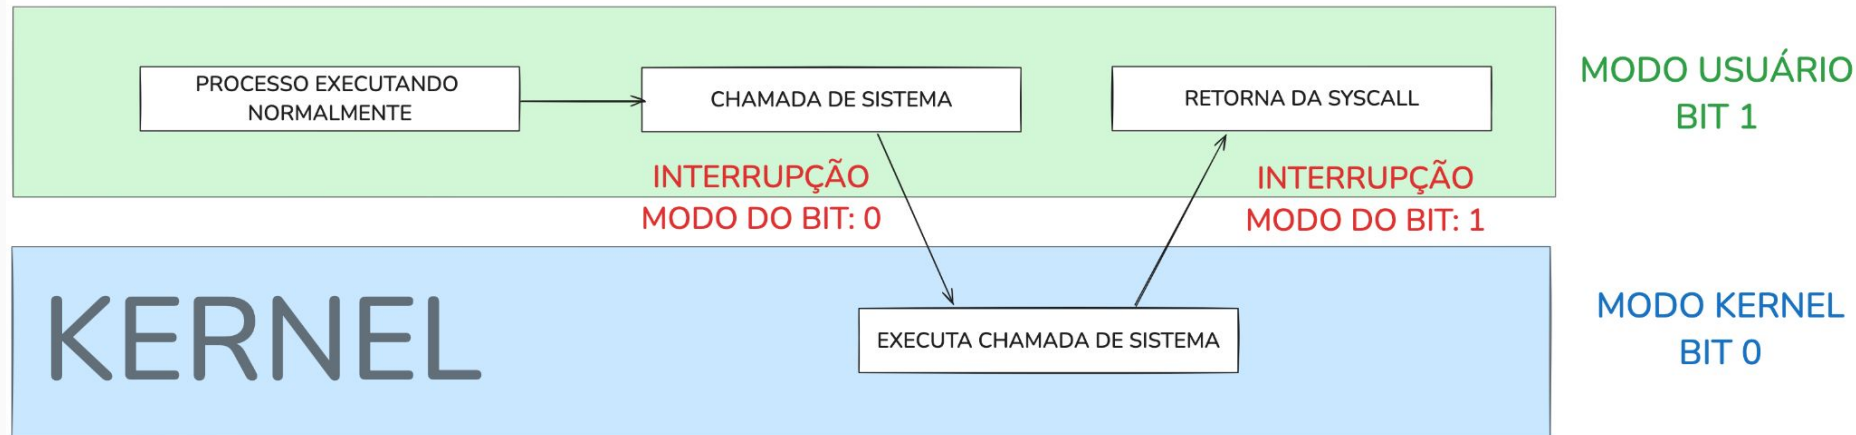 PROCESSO EXECUTANDO
NORMALMENTE
CHAMADA DE SISTEMA
RETORNA DA SYSCALL
MODO USUÁRIO
BIT 1
INTERRUPÇÃO
MODO DO BIT: 0
INTERRUPÇÃO
MODO DO BIT: 1
KERNEL
EXECUTA CHAMADA DE SISTEMA
MODO KERNEL
BIT 0